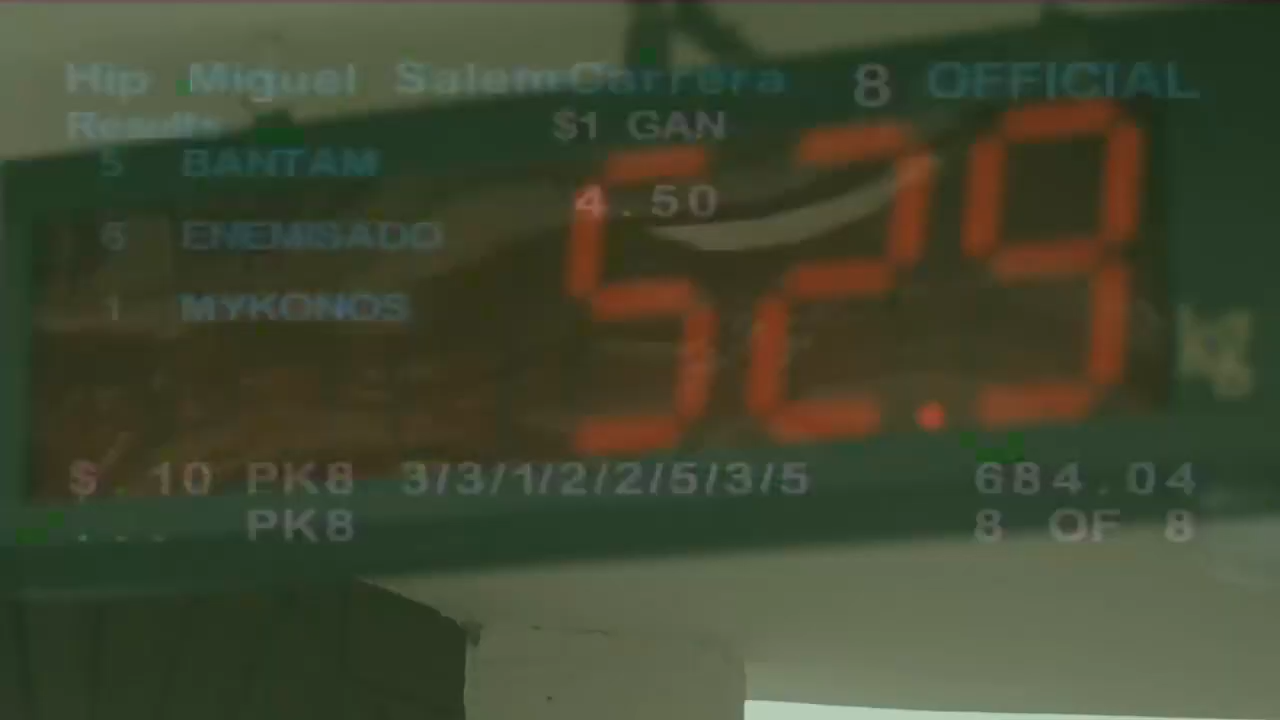 Hip Miguel Salem Carrera 8 OFFICIAL
Results $1 GAN
5 BANTAM
4.50
6 ENEMISADO
1 MYKONOS
52.9
kg
$ .10 PK8 3/3/1/2/2/5/3/5 684.04
... PK8 8 OF 8